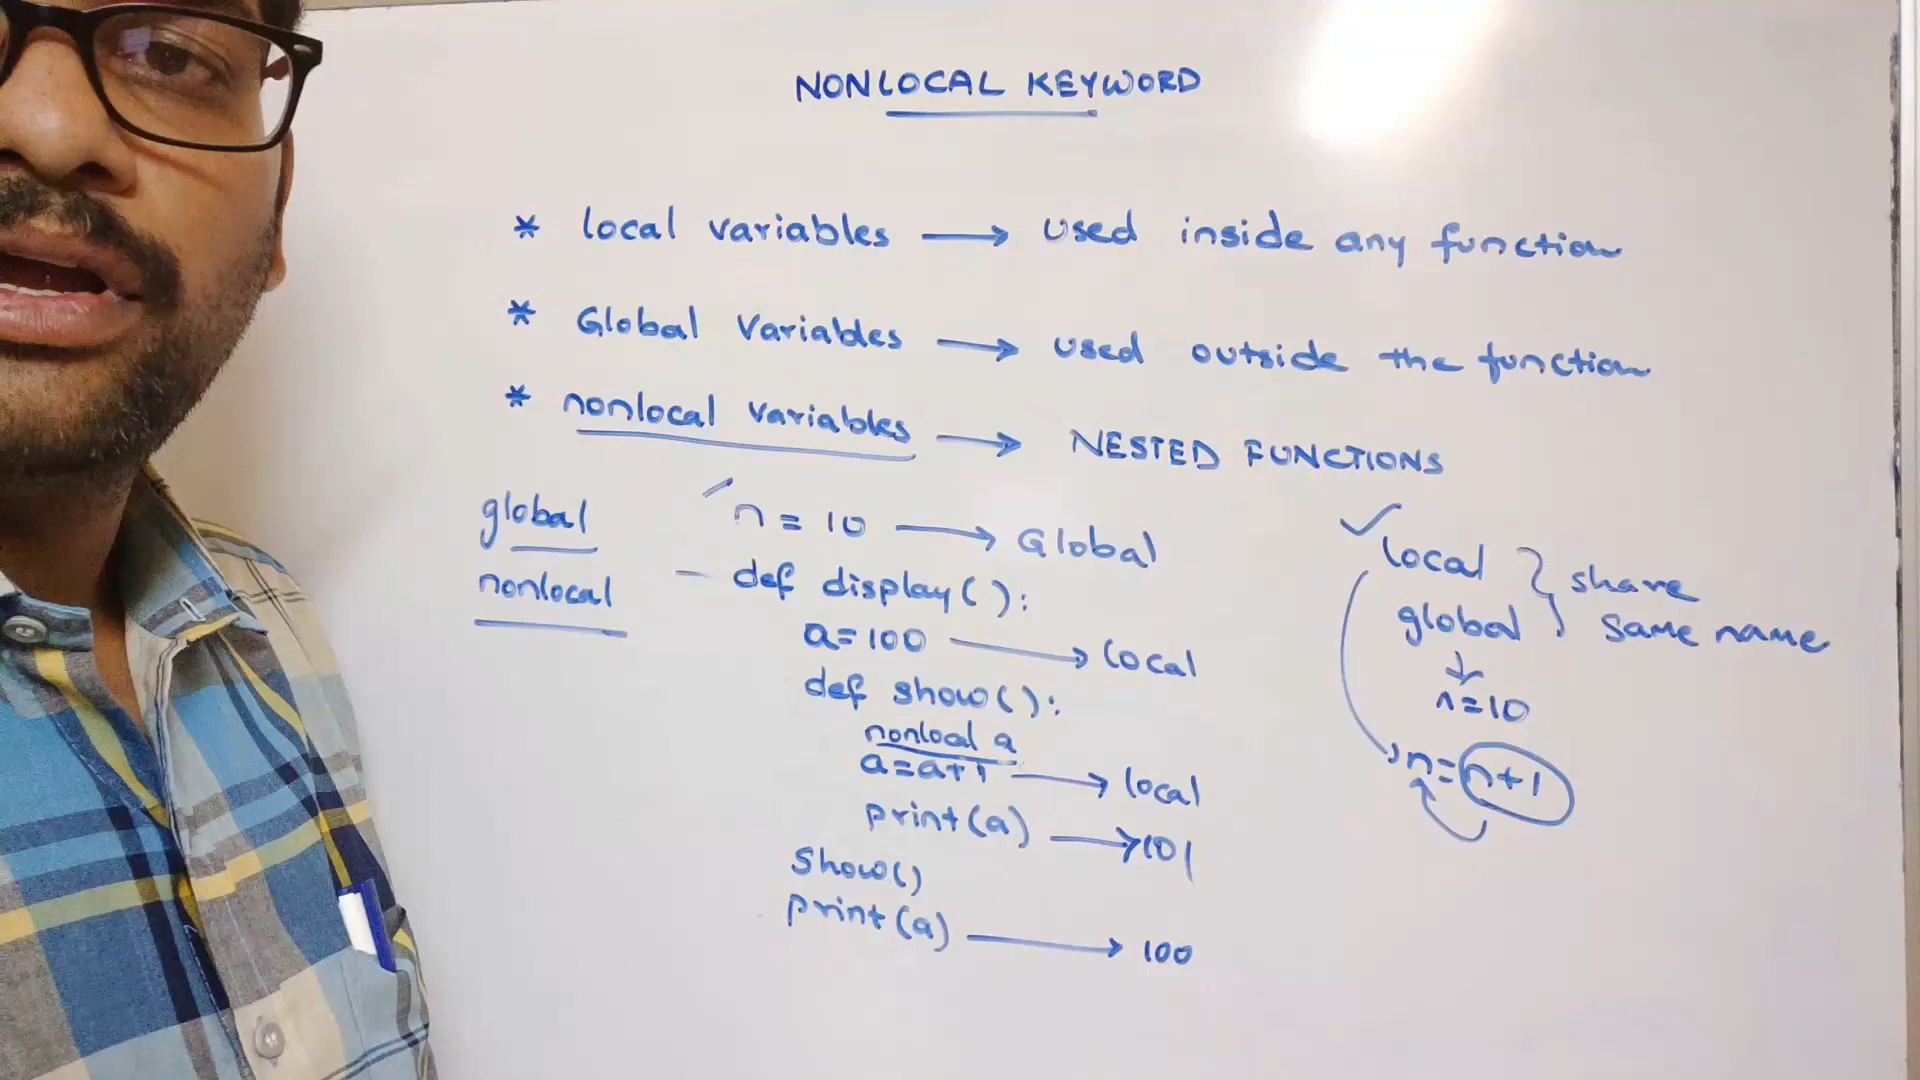 NONLOCAL KEYWORD
* local variables → used inside any function
* Global Variables → used outside the function
* nonlocal variables → NESTED FUNCTIONS
global
nonlocal
n = 10 → Global
def display():
a=100 → local
def show():
nonlocal a
a=a+1 → local
print(a) → 101
show()
print(a) → 100
✓ local } share
global } same name
↓
n=10
n=n+1